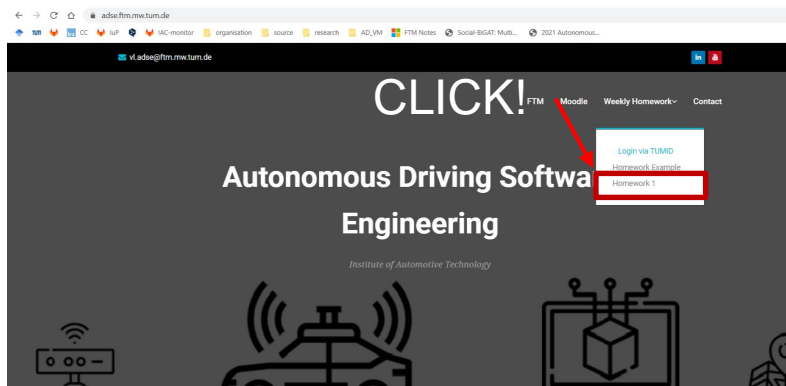 adse.ftm.mw.tum.de
TUM CC IuP IAC-monitor organisation source research AD_VM FTM Notes Social-BiGAT: Multi... 2021 Autonomous...
vl.adse@ftm.mw.tum.de in
CLICK!
FTM Moodle Weekly Homework Contact
Login via TUMID
Homework Example
Homework 1
Autonomous Driving Softwa
Engineering
Institute of Automotive Technology